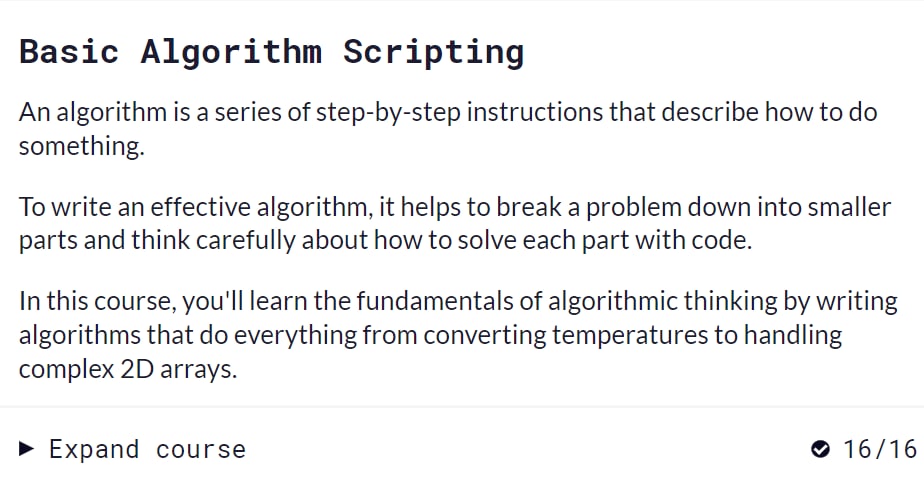 Basic Algorithm Scripting
An algorithm is a series of step-by-step instructions that describe how to do
something.
To write an effective algorithm, it helps to break a problem down into smaller
parts and think carefully about how to solve each part with code.
In this course, you'll learn the fundamentals of algorithmic thinking by writing
algorithms that do everything from converting temperatures to handling
complex 2D arrays.
Expand course 16/16